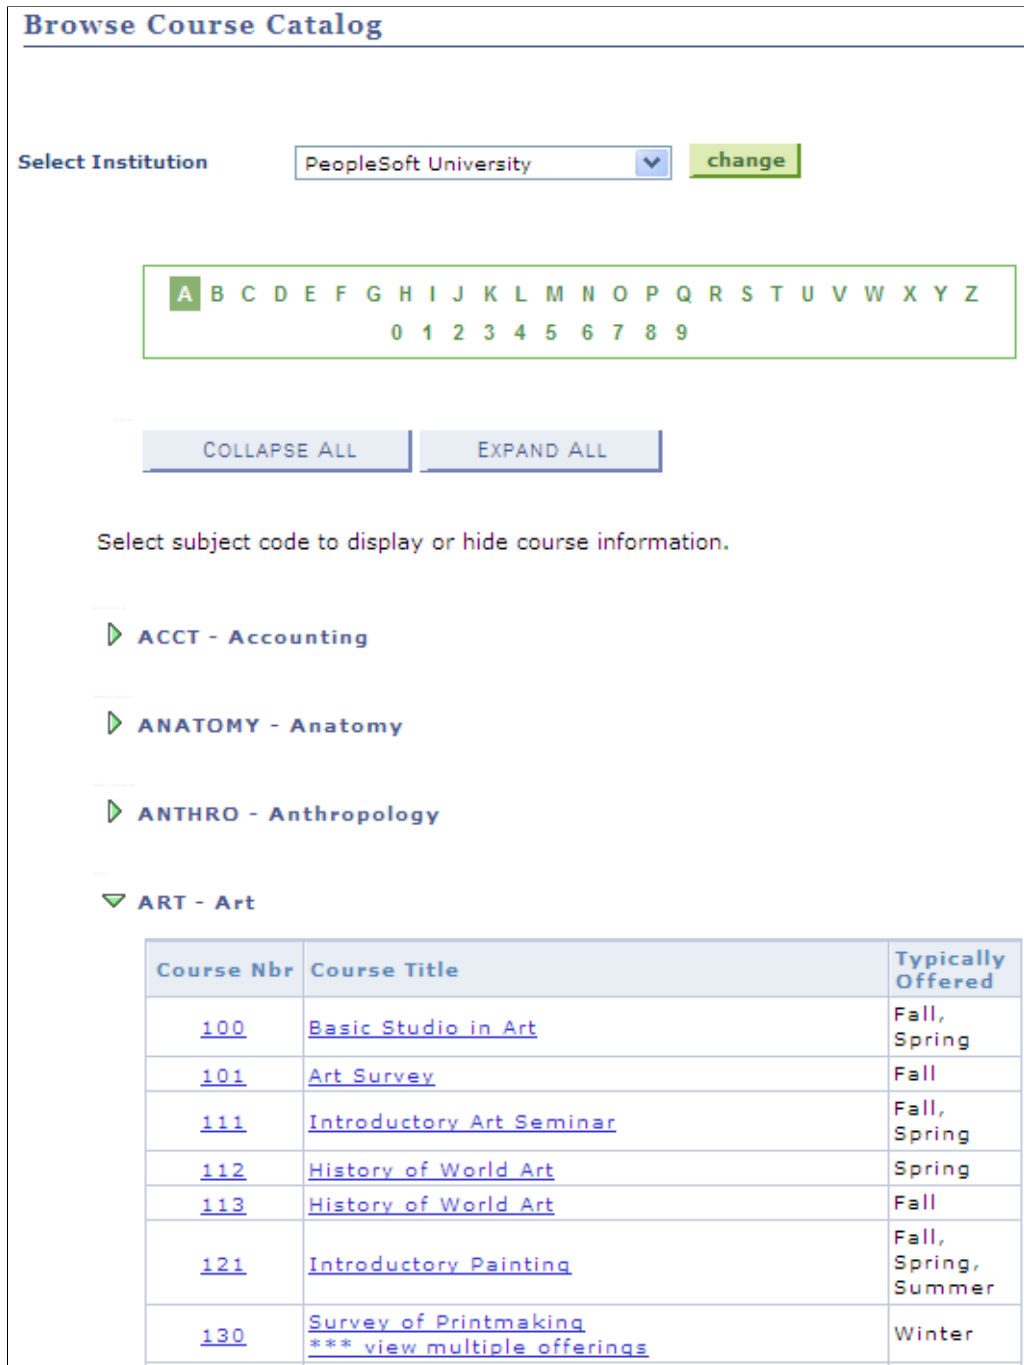 Browse Course Catalog
Select Institution PeopleSoft University change
A B C D E F G H I J K L M N O P Q R S T U V W X Y Z
0 1 2 3 4 5 6 7 8 9
COLLAPSE ALL EXPAND ALL
Select subject code to display or hide course information.
ACCT - Accounting
ANATOMY - Anatomy
ANTHRO - Anthropology
ART - Art
Course Nbr Course Title Typically Offered
100 Basic Studio in Art Fall, Spring
101 Art Survey Fall
111 Introductory Art Seminar Fall, Spring
112 History of World Art Spring
113 History of World Art Fall
121 Introductory Painting Fall, Spring, Summer
130 Survey of Printmaking Winter
*** view multiple offerings